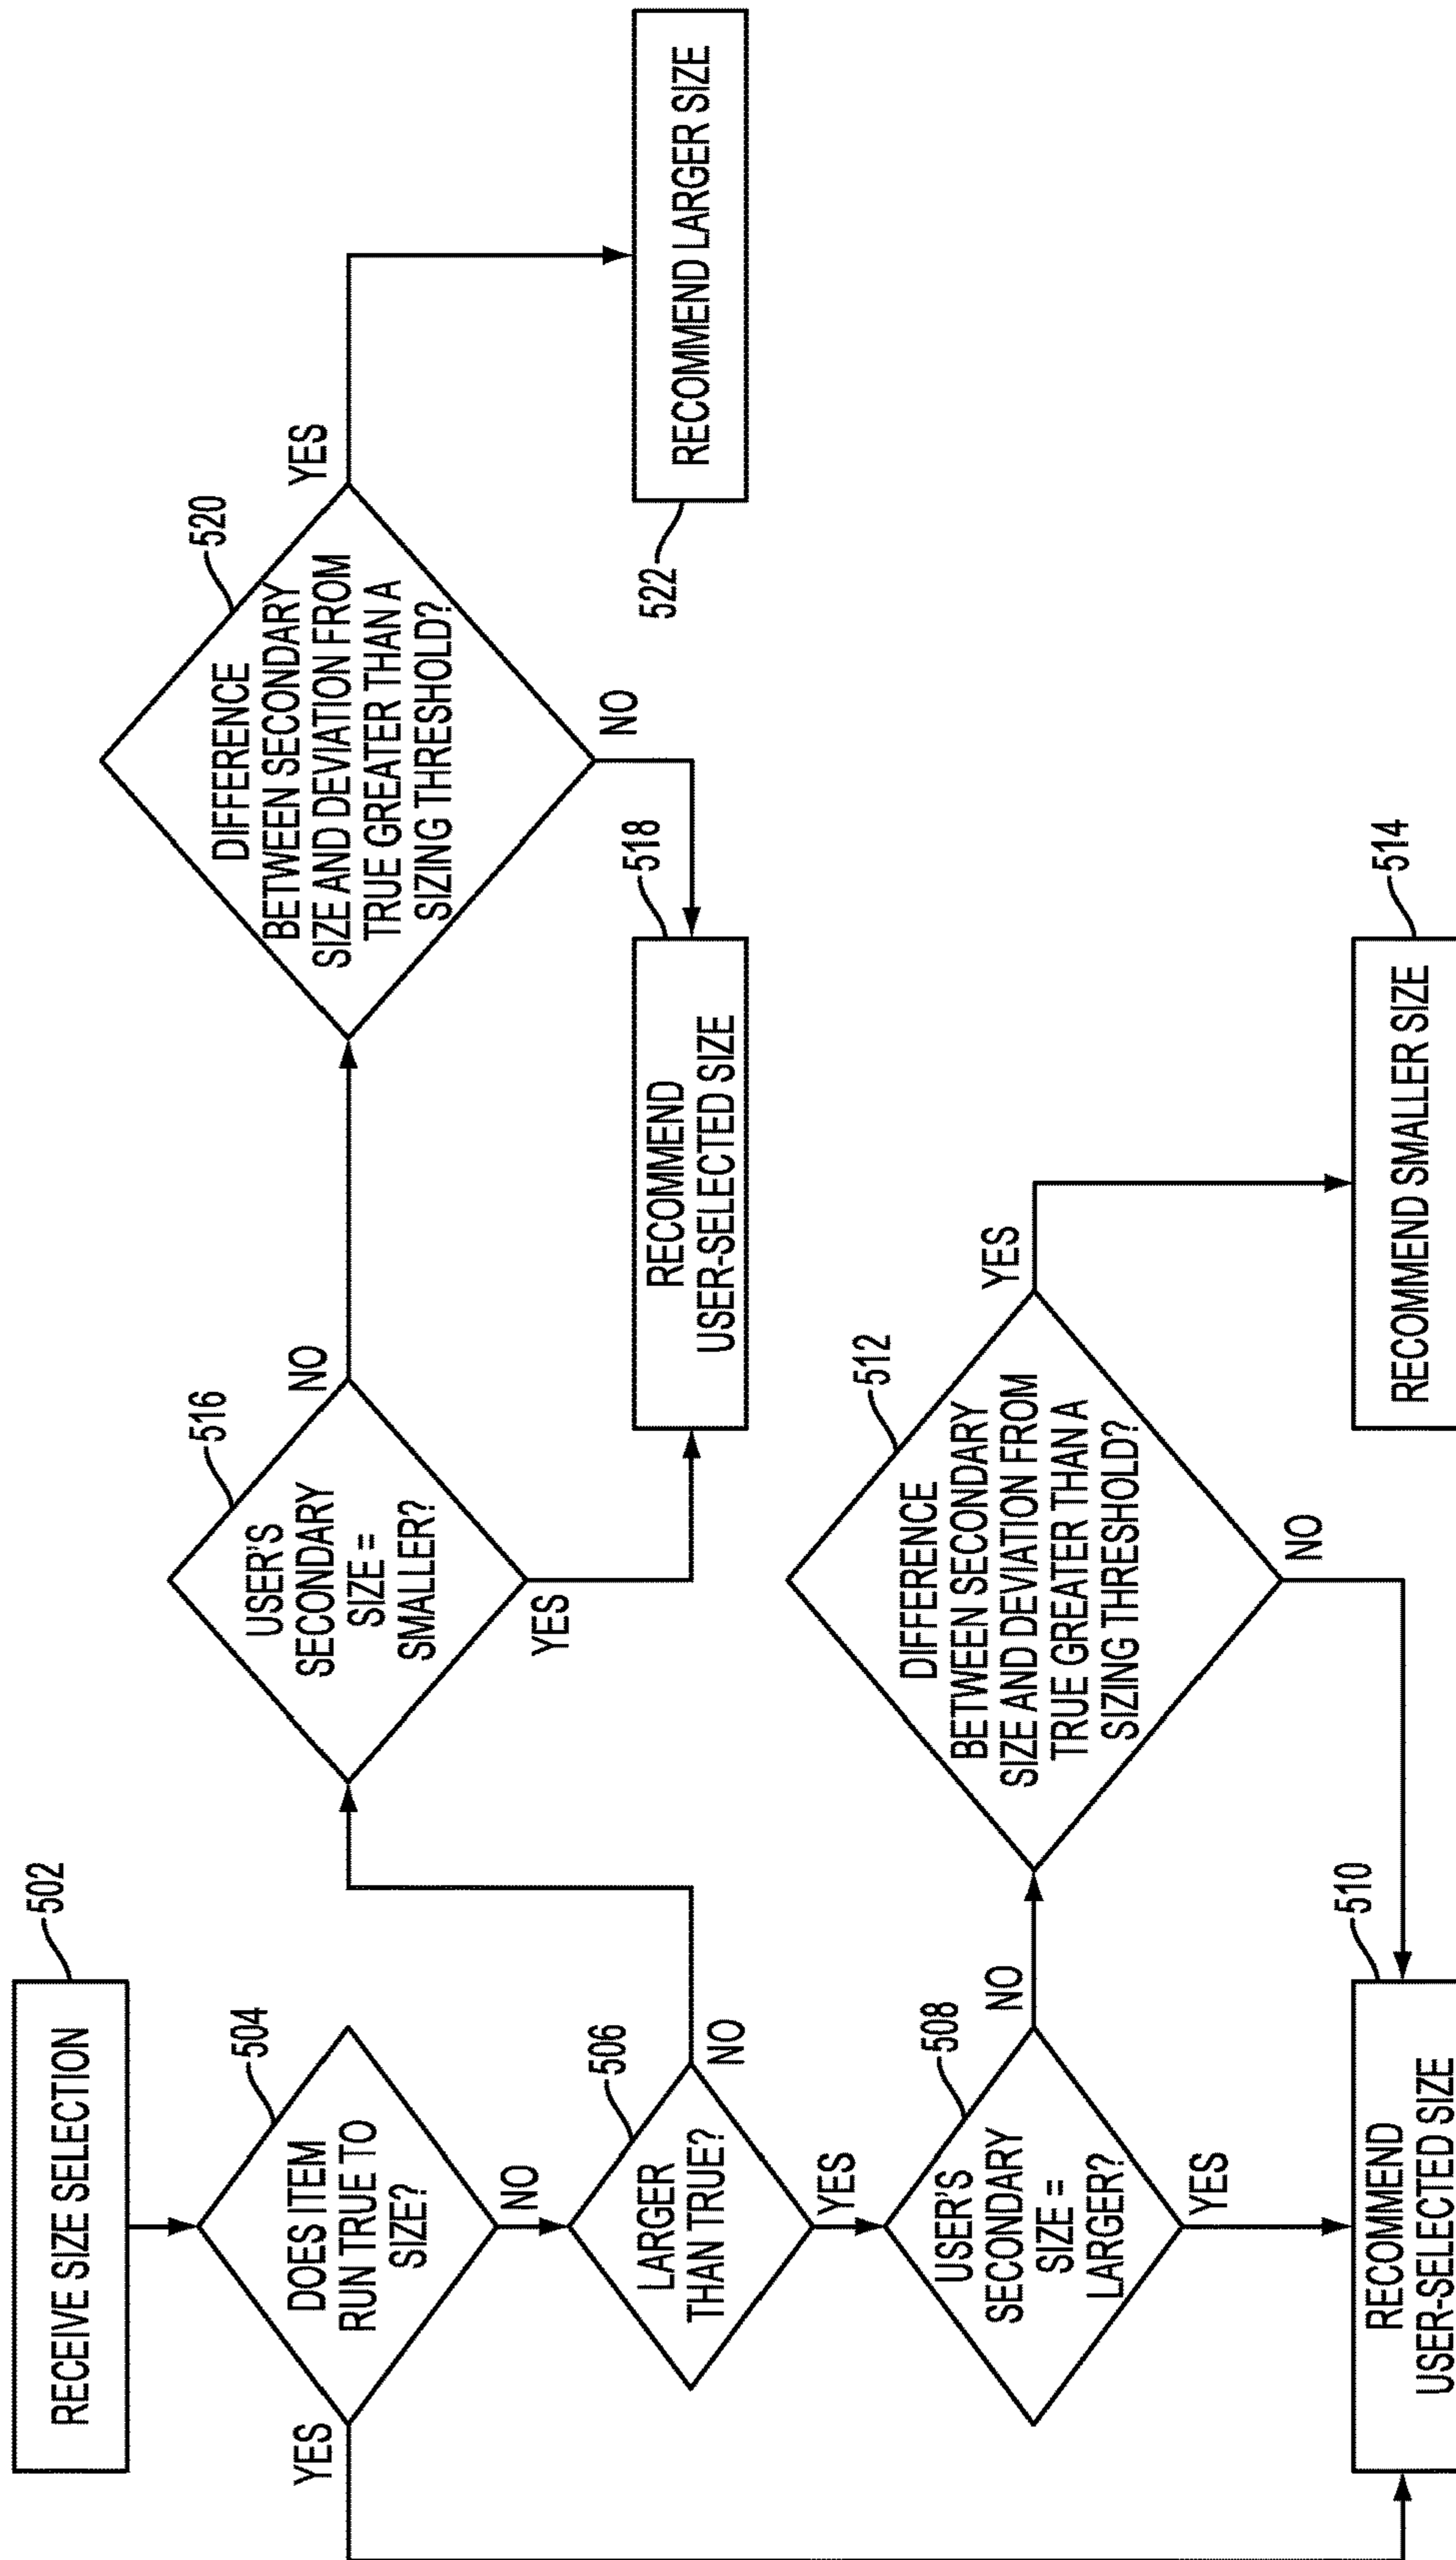 RECEIVE SIZE SELECTION
502
DOES ITEM
RUN TRUE TO
SIZE?
504
YES
NO
LARGER
THAN TRUE?
506
NO
YES
USER'S
SECONDARY
SIZE =
LARGER?
508
NO
YES
RECOMMEND
USER-SELECTED SIZE
510
DIFFERENCE
BETWEEN SECONDARY
SIZE AND DEVIATION FROM
TRUE GREATER THAN A
SIZING THRESHOLD?
512
YES
NO
RECOMMEND SMALLER SIZE
514
USER'S
SECONDARY
SIZE =
SMALLER?
516
NO
YES
RECOMMEND
USER-SELECTED SIZE
518
DIFFERENCE
BETWEEN SECONDARY
SIZE AND DEVIATION FROM
TRUE GREATER THAN A
SIZING THRESHOLD?
520
YES
NO
RECOMMEND LARGER SIZE
522